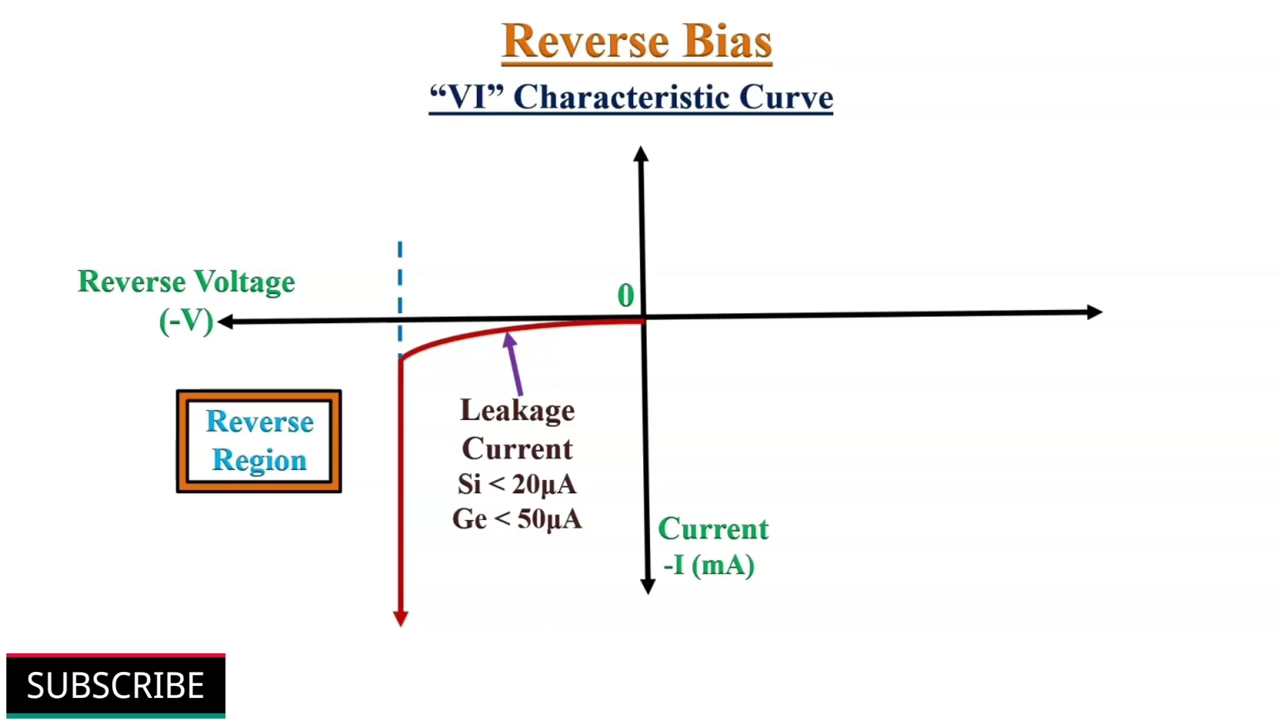 Reverse Bias
“VI” Characteristic Curve
Reverse Voltage
(-V)
0
Reverse
Region
Leakage
Current
Si < 20µA
Ge < 50µA
Current
-I (mA)
SUBSCRIBE